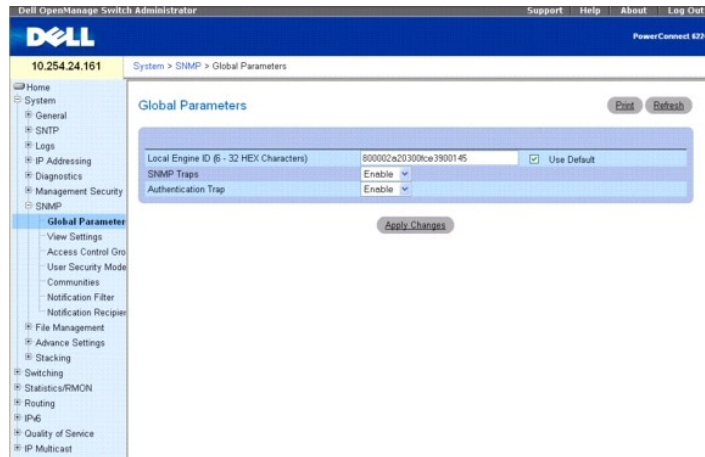 Dell OpenManage Switch Administrator Support Help About Log Out
DELL
PowerConnect 622
10.254.24.161
System > SNMP > Global Parameters
Home
System
General
SNTP
Logs
IP Addressing
Diagnostics
Management Security
SNMP
Global Parameter
View Settings
Access Control Gro
User Security Mode
Communities
Notification Filter
Notification Recipier
File Management
Advance Settings
Stacking
Switching
Statistics/RMON
Routing
IPv6
Quality of Service
IP Multicast
Global Parameters
Print Refresh
Local Engine ID (6 - 32 HEX Characters) 800002a20300fce3900145 Use Default
SNMP Traps Enable
Authentication Trap Enable
Apply Changes